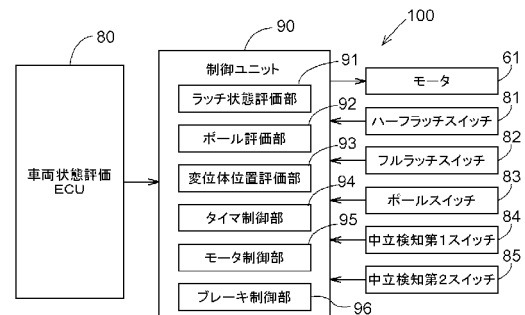 80
車両状態評価
ECU
90
制御ユニット
91
ラッチ状態評価部
92
ポール評価部
93
変位体位置評価部
94
タイマ制御部
95
モータ制御部
ブレーキ制御部
96
100
61
モータ
81
ハーフラッチスイッチ
82
フルラッチスイッチ
83
ポールスイッチ
84
中立検知第1スイッチ
85
中立検知第2スイッチ